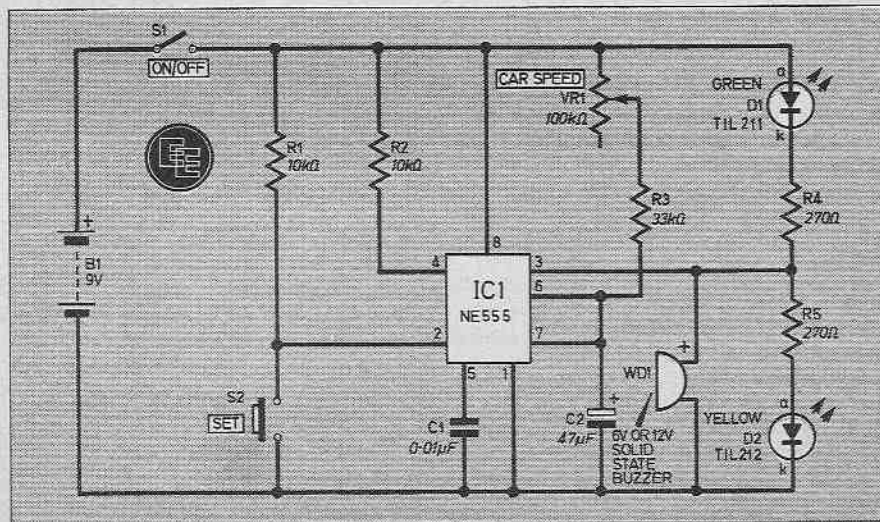 S1
ON/OFF
EE
R1
10kΩ
R2
10kΩ
CAR SPEED
VR1
100kΩ
GREEN
a
D1
TIL 211
k
R3
33kΩ
R4
270Ω
+
B1
9V
4
8
3
IC1
NE555
6
2
7
5
1
R5
270Ω
S2
SET
C1
0·01µF
+
C2
47µF
WD1
+
6V OR 12V
SOLID
STATE
BUZZER
YELLOW
a
D2
TIL 212
k